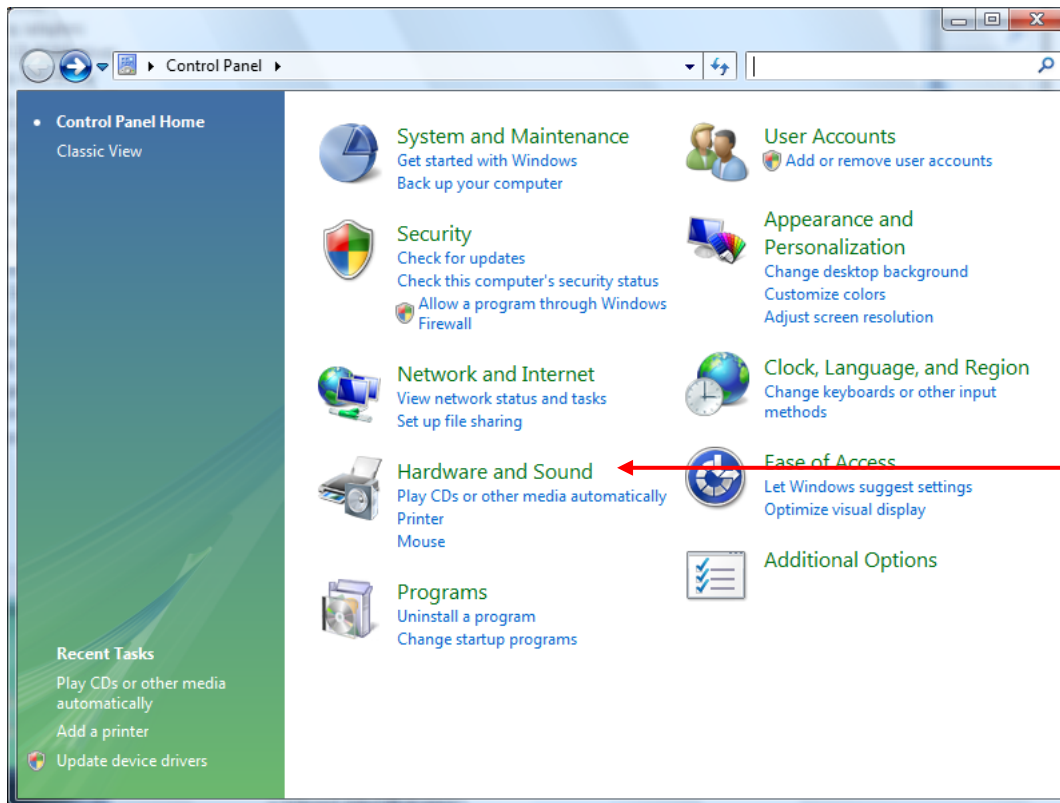 Control Panel
Control Panel Home
Classic View
System and Maintenance
Get started with Windows
Back up your computer
Security
Check for updates
Check this computer's security status
Allow a program through Windows
Firewall
Network and Internet
View network status and tasks
Set up file sharing
Hardware and Sound
Play CDs or other media automatically
Printer
Mouse
Programs
Uninstall a program
Change startup programs
User Accounts
Add or remove user accounts
Appearance and
Personalization
Change desktop background
Customize colors
Adjust screen resolution
Clock, Language, and Region
Change keyboards or other input
methods
Ease of Access
Let Windows suggest settings
Optimize visual display
Additional Options
Recent Tasks
Play CDs or other media
automatically
Add a printer
Update device drivers